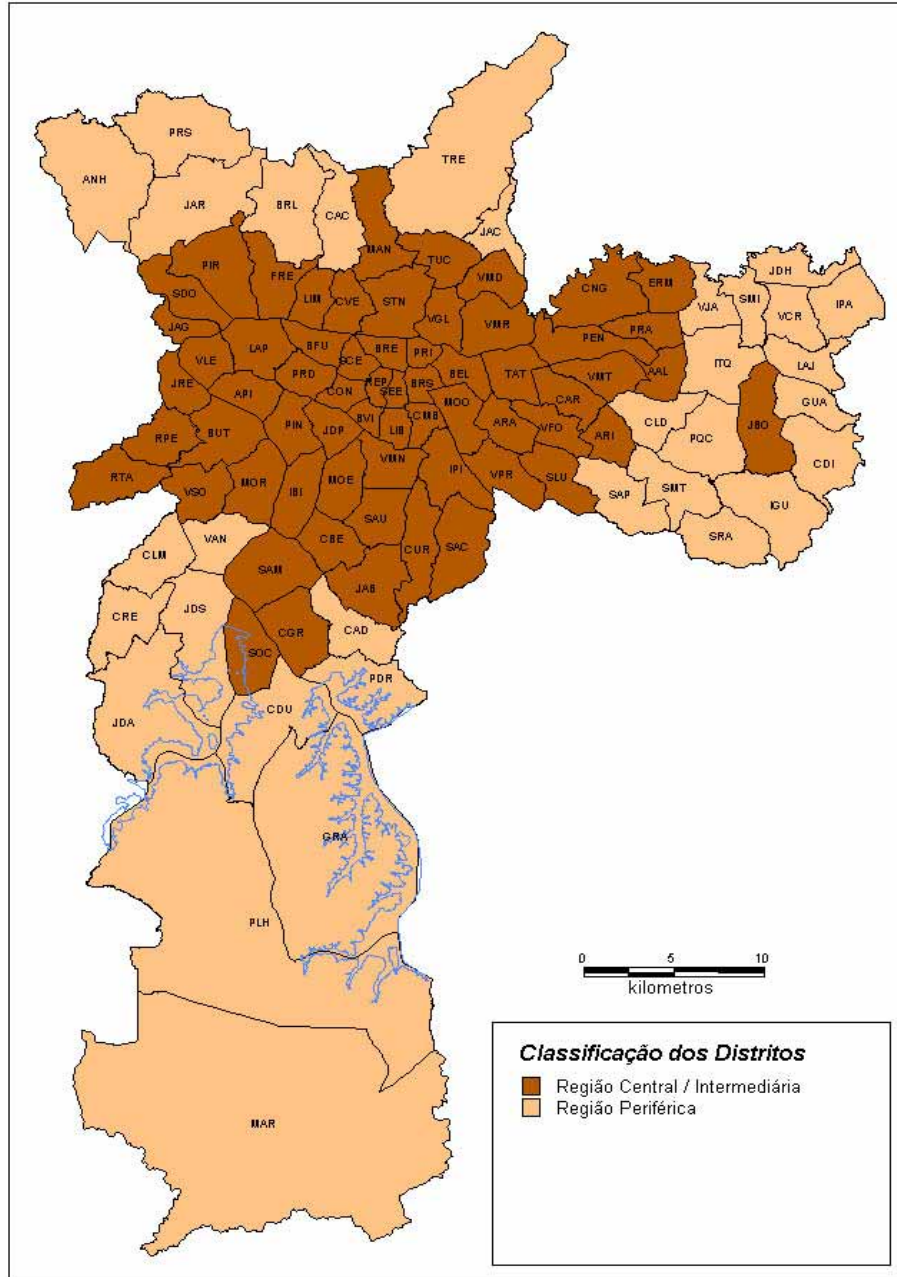 PRS
TRE
ANH
JAR
BRL
CAC
JAC
MAN
TUC
PIR
FRE
VMD
CNG
ERM
JDH
SDO
LIM
CVE
STN
VJA
SMI
VCR
IPA
VGL
VMR
JAG
PEN
PRA
VLE
LAP
BFU
SCE
BRE
PRI
ITQ
LAJ
JRE
API
PRD
CON
REP
SEE
BRS
BEL
TAT
VMT
AAL
MOO
CAR
GUA
RPE
BUT
PIN
JDP
BVI
LIB
CMB
ARA
VFO
ARI
CLD
PQC
JBO
CDI
VMN
IPI
VPR
SLU
RTA
VSO
MOR
IBI
MOE
SAP
SMT
IGU
SAU
CBE
CUR
SAC
SRA
CLM
VAN
SAM
JAB
CRE
JDS
CGR
CAD
SOC
PDR
JDA
CDU
GRA
PLH
MAR
0 5 10
kilometros
Classificação dos Distritos
Região Central / Intermediária
Região Periférica